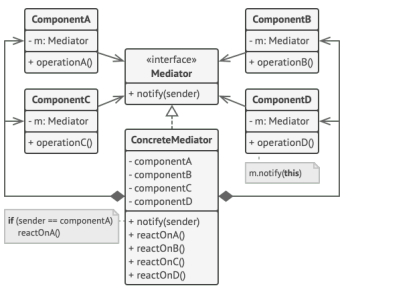 ComponentA
- m: Mediator
+ operationA()
ComponentB
- m: Mediator
+ operationB()
«interface»
Mediator
+ notify(sender)
ComponentC
- m: Mediator
+ operationC()
ComponentD
- m: Mediator
+ operationD()
m.notify(this)
ConcreteMediator
- componentA
- componentB
- componentC
- componentD
+ notify(sender)
+ reactOnA()
+ reactOnB()
+ reactOnC()
+ reactOnD()
if (sender == componentA)
reactOnA()